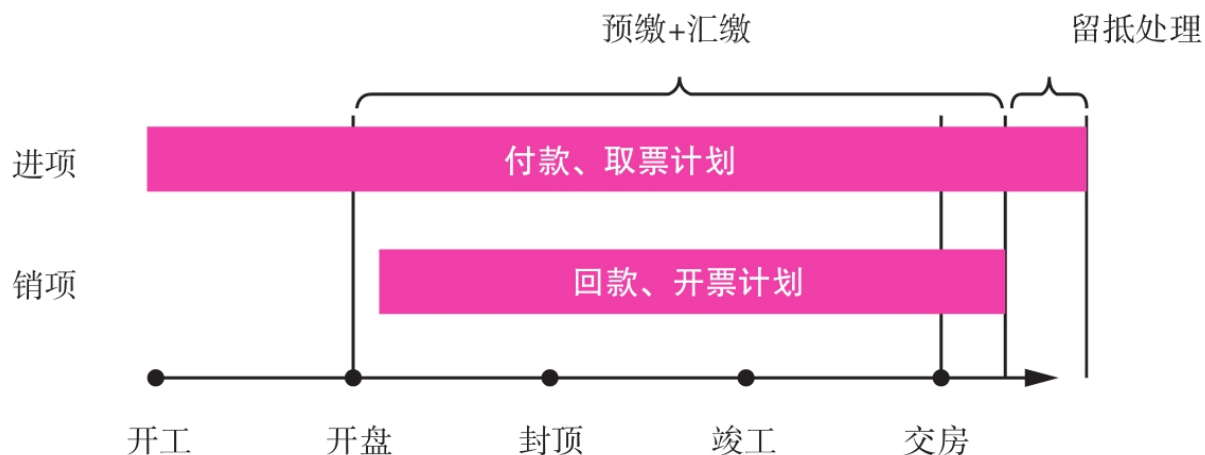 预缴+汇缴
留抵处理
进项
付款、取票计划
销项
回款、开票计划
开工
开盘
封顶
竣工
交房